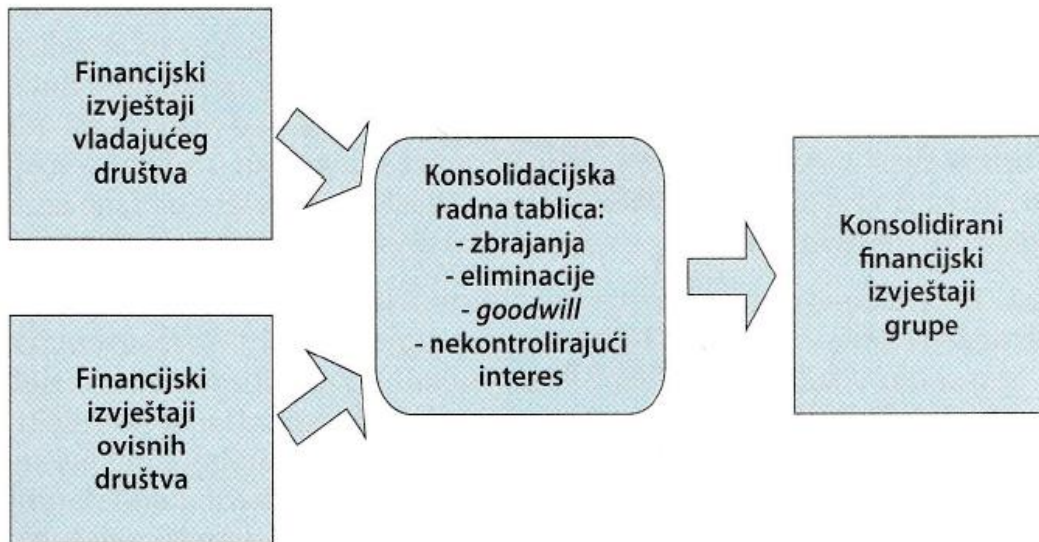 Financijski
izvještaji
vladajućeg
društva
Financijski
izvještaji
ovisnih
društva
Konsolidacijska
radna tablica:
- zbrajanja
- eliminacije
- goodwill
- nekontrolirajući
interes
Konsolidirani
financijski
izvještaji
grupe